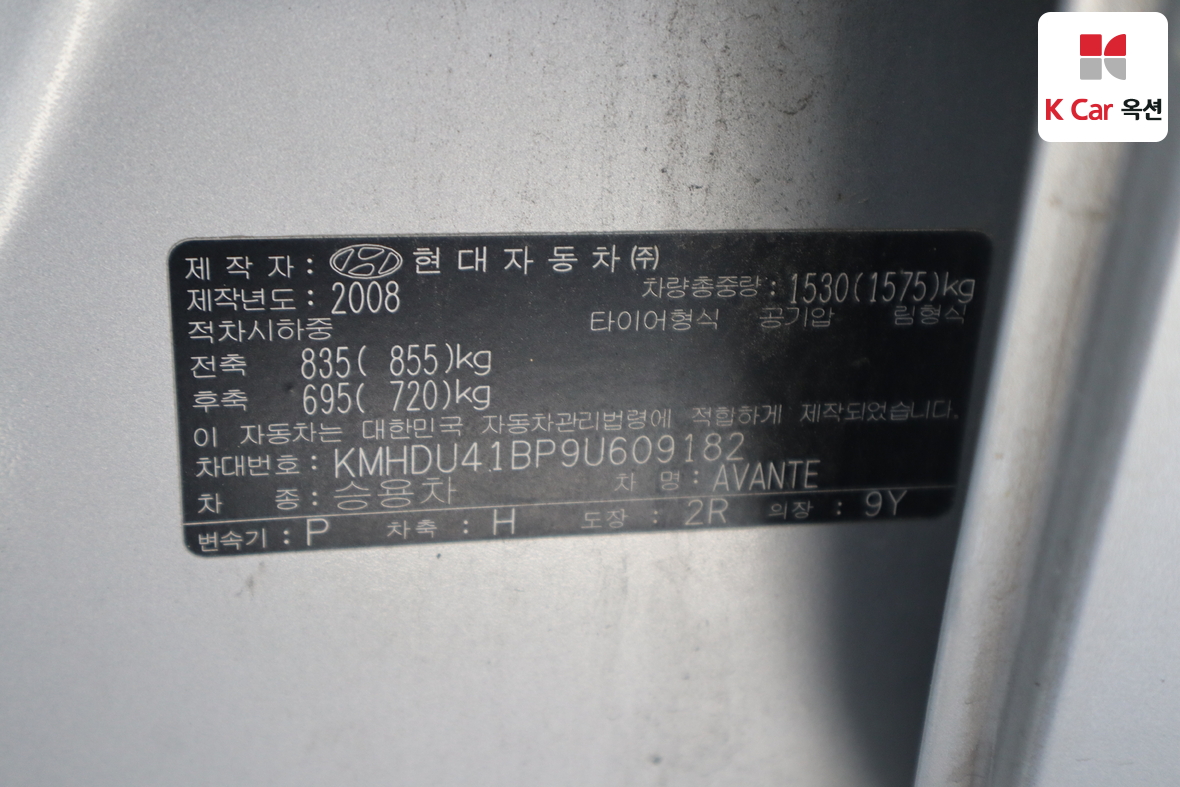 K Car 옥션
제 작 자 : 현 대 자 동 차 ㈜
제작년도 : 2008 차량총중량 : 1530(1575)kg
적차시하중 타이어형식 공기압 림형식
전축 835( 855)kg
후축 695( 720)kg
이 자동차는 대한민국 자동차관리법령에 적합하게 제작되었습니다.
차대번호 : KMHDU41BP9U609182
차 종 : 승용차 차 명 : AVANTE
변속기 : P 차축 : H 도장 : 2R 의장 : 9Y